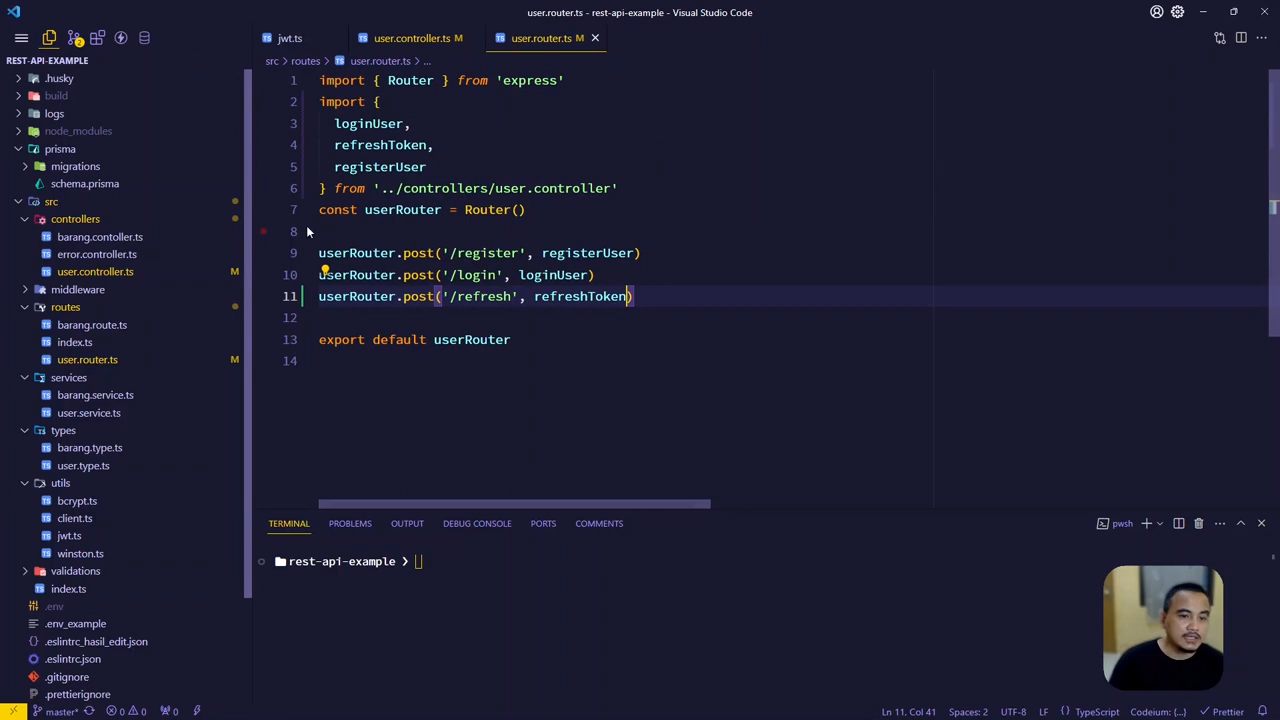 user.router.ts - rest-api-example - Visual Studio Code
2
jwt.ts
user.controller.ts M
user.router.ts M
REST-API-EXAMPLE
src > routes > user.router.ts > ...
.husky
build
logs
node_modules
prisma
migrations
schema.prisma
src
controllers
barang.contoller.ts
error.controller.ts
user.controller.ts M
middleware
routes
barang.route.ts
index.ts
user.router.ts M
services
barang.service.ts
user.service.ts
types
barang.type.ts
user.type.ts
utils
bcrypt.ts
client.ts
jwt.ts
winston.ts
validations
index.ts
.env
.env_example
.eslintrc_hasil_edit.json
.eslintrc.json
.gitignore
.prettierignore
1 import { Router } from 'express'
2 import {
3 loginUser,
4 refreshToken,
5 registerUser
6 } from '../controllers/user.controller'
7 const userRouter = Router()
8
9 userRouter.post('/register', registerUser)
10 userRouter.post('/login', loginUser)
11 userRouter.post('/refresh', refreshToken)
12
13 export default userRouter
14
TERMINAL PROBLEMS OUTPUT DEBUG CONSOLE PORTS COMMENTS
pwsh
rest-api-example ❯
master* 0 0 0 Ln 11, Col 41 Spaces: 2 UTF-8 LF TypeScript Codeium: {...} Prettier